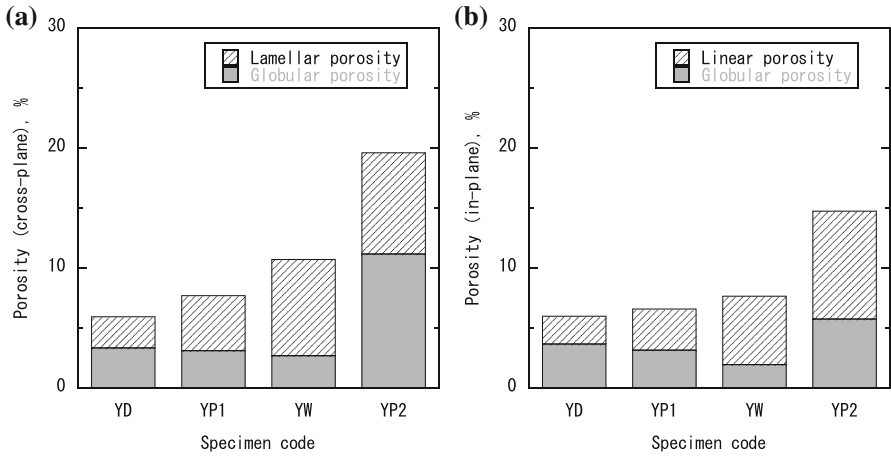 (a)
30
20
10
0
Porosity (cross-plane), %
Lamellar porosity
Globular porosity
YD YP1 YW YP2
Specimen code
(b)
30
20
10
0
Porosity (in-plane), %
Linear porosity
Globular porosity
YD YP1 YW YP2
Specimen code